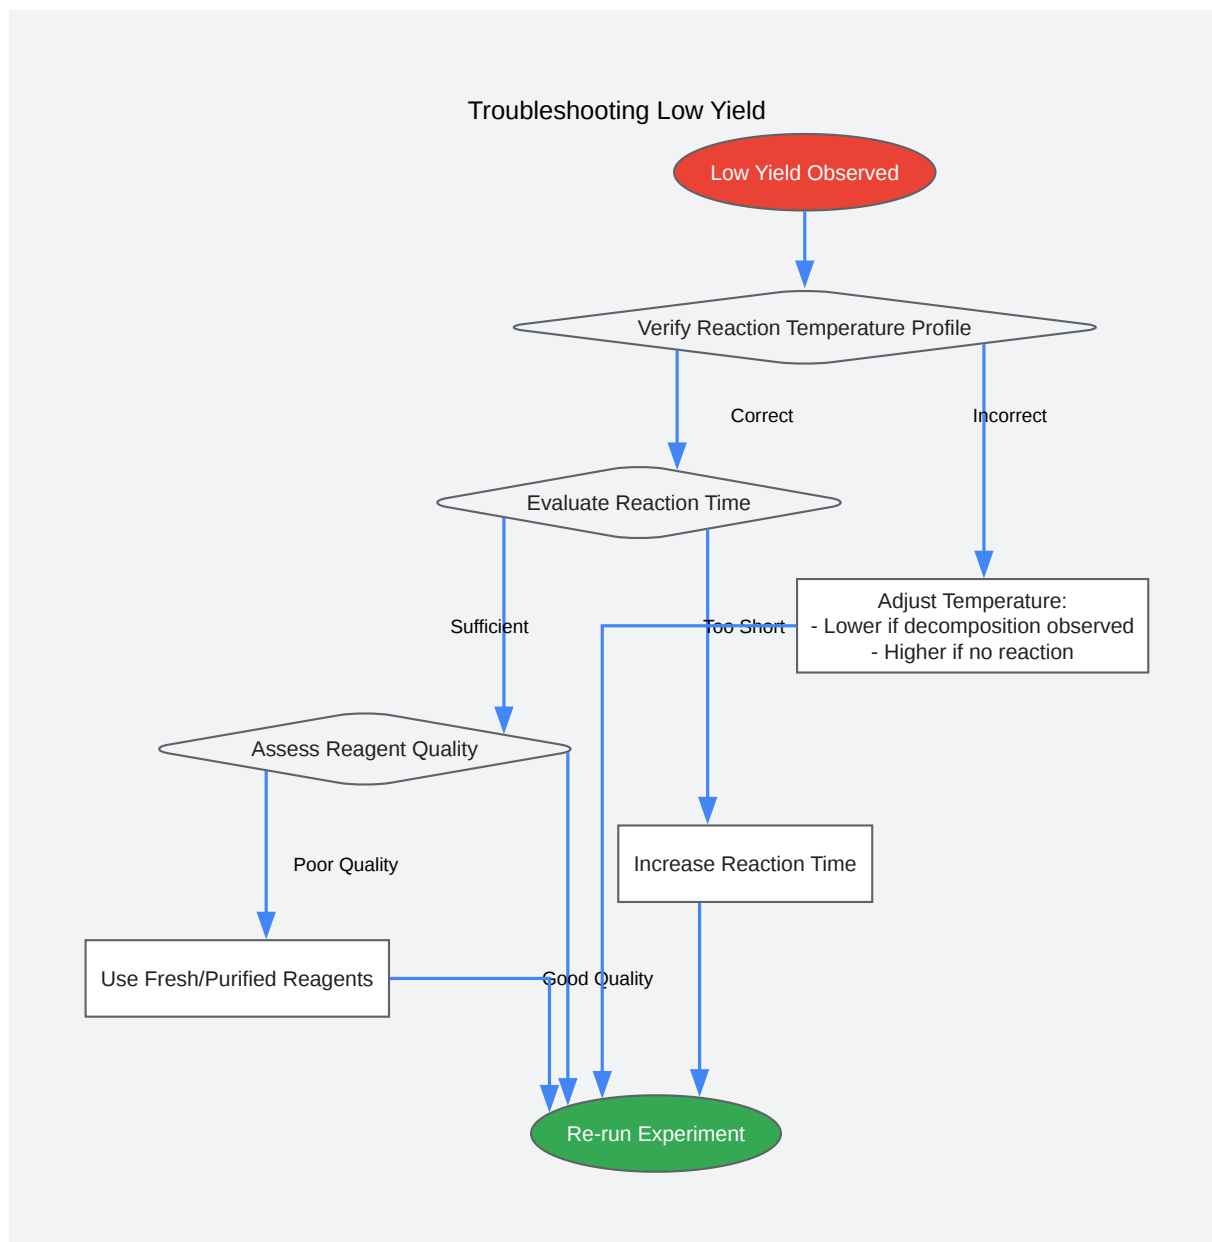 Troubleshooting Low Yield
Low Yield Observed
Verify Reaction Temperature Profile
Correct
Incorrect
Evaluate Reaction Time
Adjust Temperature:
- Lower if decomposition observed
- Higher if no reaction
Sufficient
Too Short
Assess Reagent Quality
Poor Quality
Increase Reaction Time
Use Fresh/Purified Reagents
Good Quality
Re-run Experiment